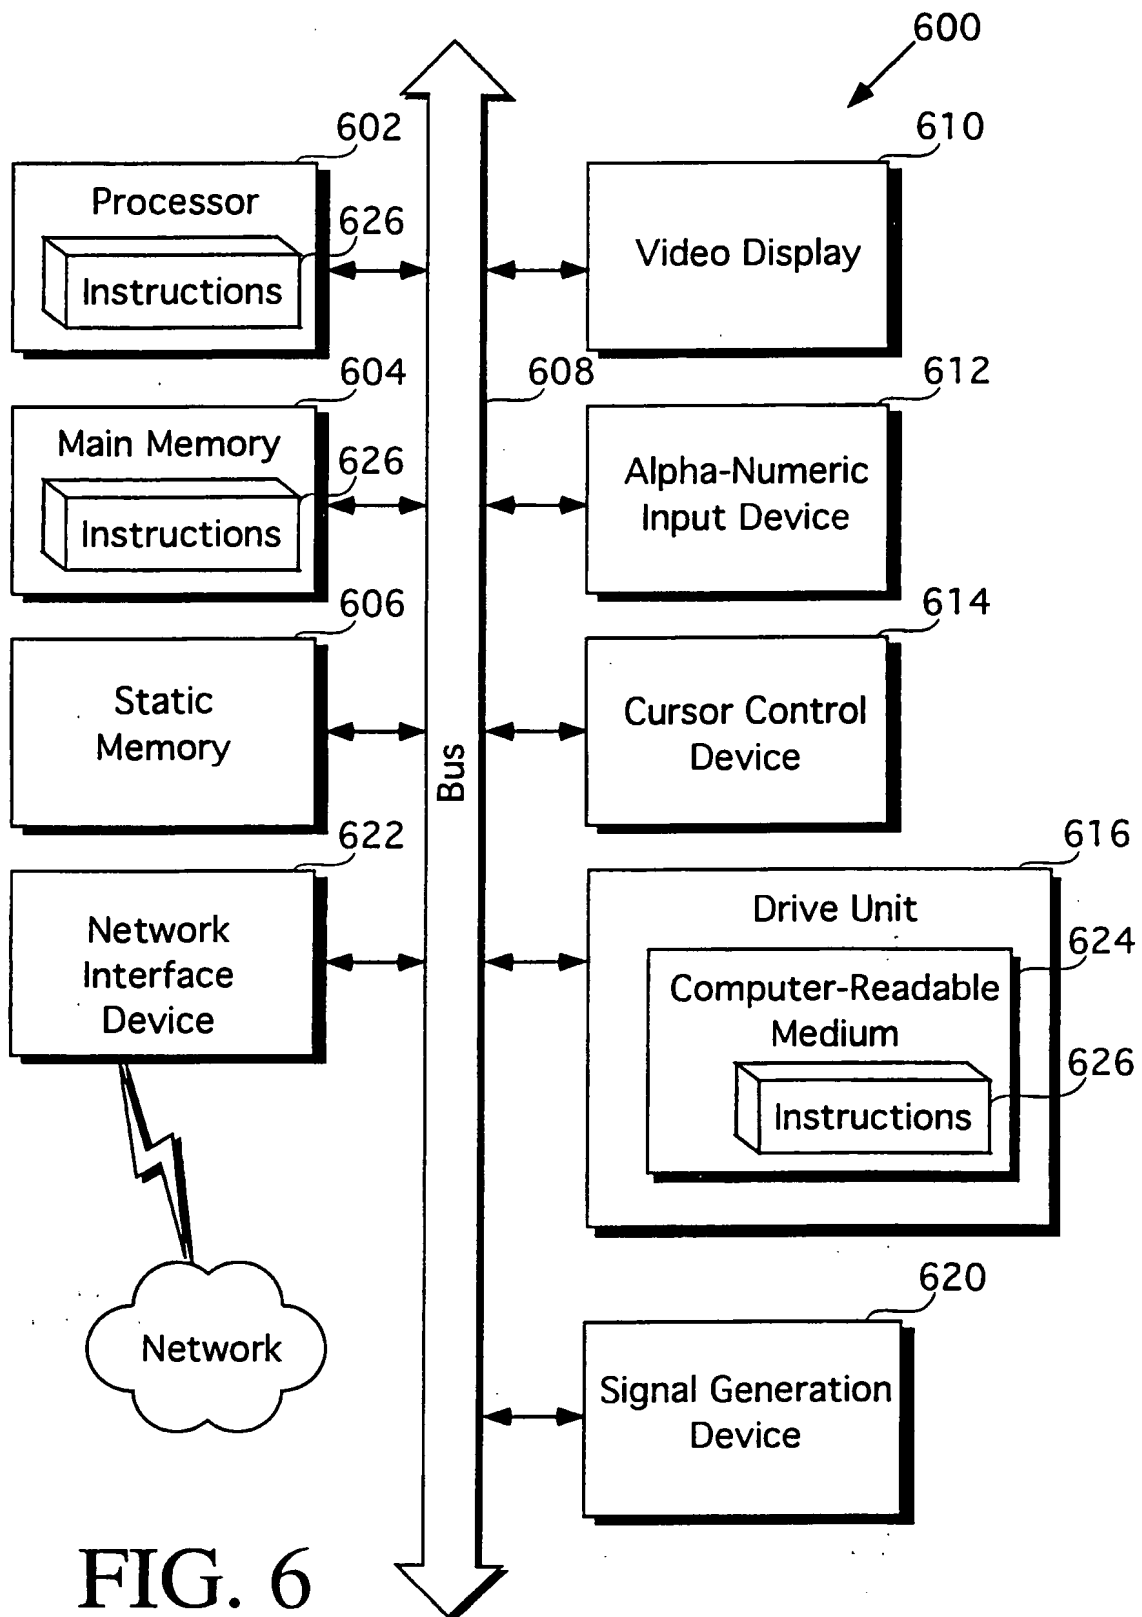 600
602
Processor
626
Instructions
610
Video Display
604
Main Memory
626
Instructions
608
612
Alpha-Numeric
Input Device
606
Static
Memory
614
Cursor Control
Device
Bus
622
Network
Interface
Device
616
Drive Unit
624
Computer-Readable
Medium
626
Instructions
Network
620
Signal Generation
Device
FIG. 6